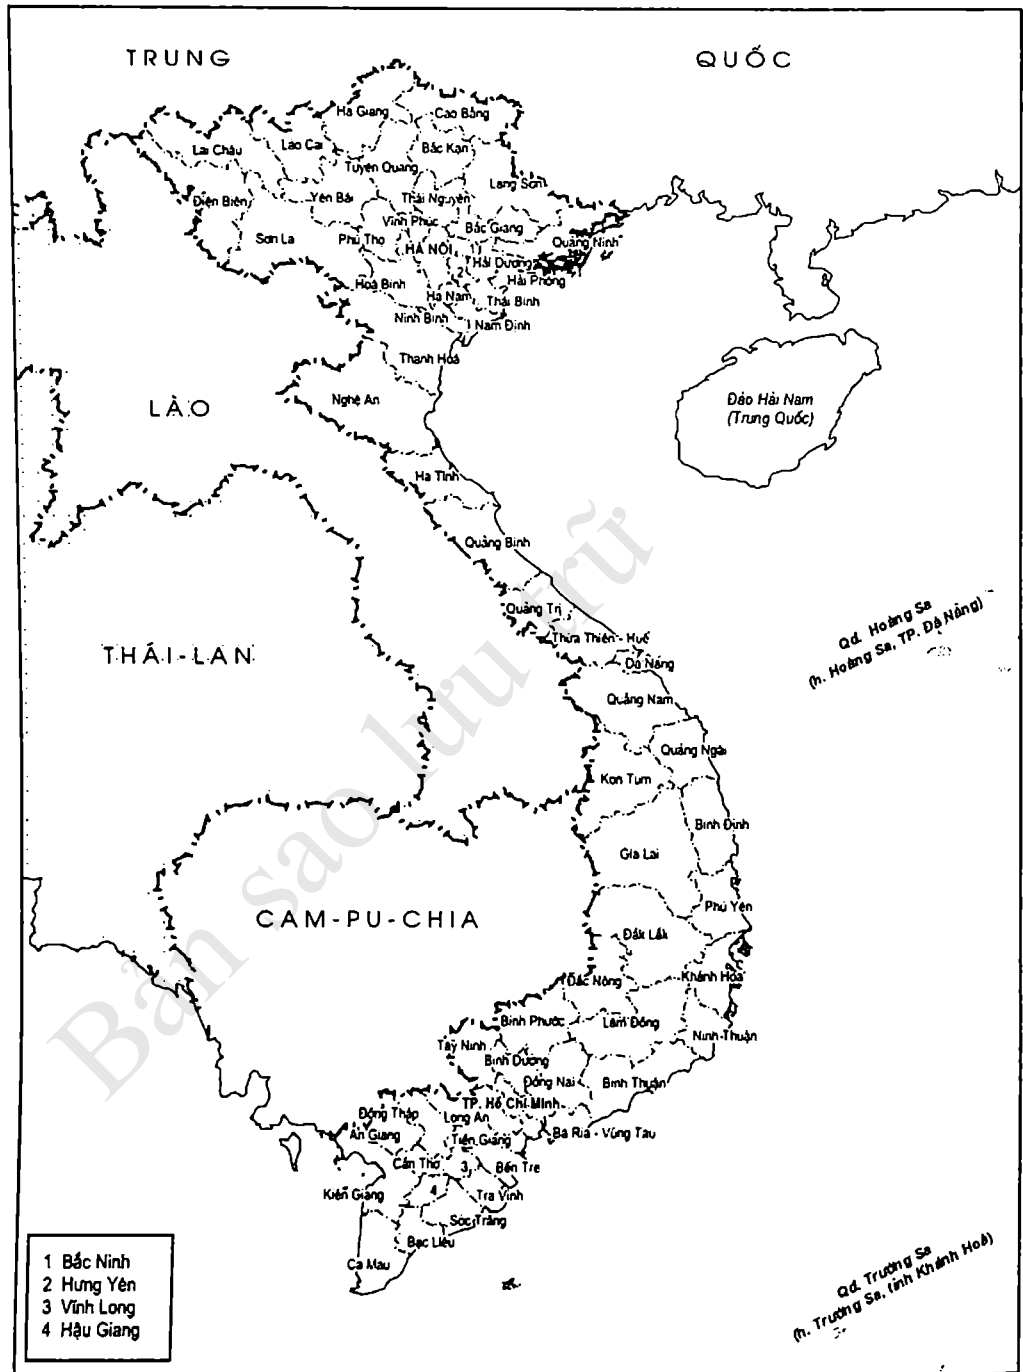 TRUNG QUỐC
Hà Giang
Cao Bằng
Lai Châu
Lào Cai
Bắc Kạn
Tuyên Quang
Lạng Sơn
Điện Biên
Yên Bái
Thái Nguyên
Vĩnh Phúc
Bắc Giang
Sơn La
Phú Thọ
HÀ NỘI
1
Quảng Ninh
2
Hải Dương
Hải Phòng
Hoà Bình
Hà Nam
Thái Bình
Ninh Bình
Nam Định
Thanh Hoá
Nghệ An
LÀO
Đảo Hải Nam
(Trung Quốc)
Hà Tĩnh
Quảng Bình
Quảng Trị
Thừa Thiên - Huế
Qđ. Hoàng Sa
(h. Hoàng Sa, TP. Đà Nẵng)
THÁI-LAN
Đà Nẵng
Quảng Nam
Quảng Ngãi
Kon Tum
Bình Định
Gia Lai
Phú Yên
CAM-PU-CHIA
Đắk Lắk
Đắc Nông
Khánh Hòa
Bình Phước
Lâm Đồng
Ninh Thuận
Tây Ninh
Bình Dương
Đồng Nai
Bình Thuận
TP. Hồ Chí Minh
Đồng Tháp
Long An
An Giang
Tiền Giang
Bà Rịa - Vũng Tàu
Cần Thơ
3
Bến Tre
Kiên Giang
4
Trà Vinh
Sóc Trăng
Bạc Liêu
Cà Mau
Qđ. Trường Sa
(h. Trường Sa, tỉnh Khánh Hoà)
1 Bắc Ninh
2 Hưng Yên
3 Vĩnh Long
4 Hậu Giang
Bản sao lưu trữ